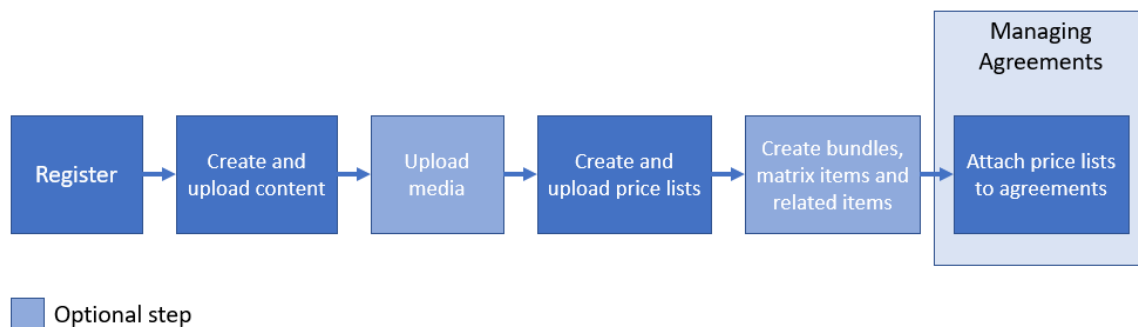 Managing
Agreements
Register
Create and
upload content
Upload
media
Create and
upload price lists
Create bundles,
matrix items and
related items
Attach price lists
to agreements
Optional step